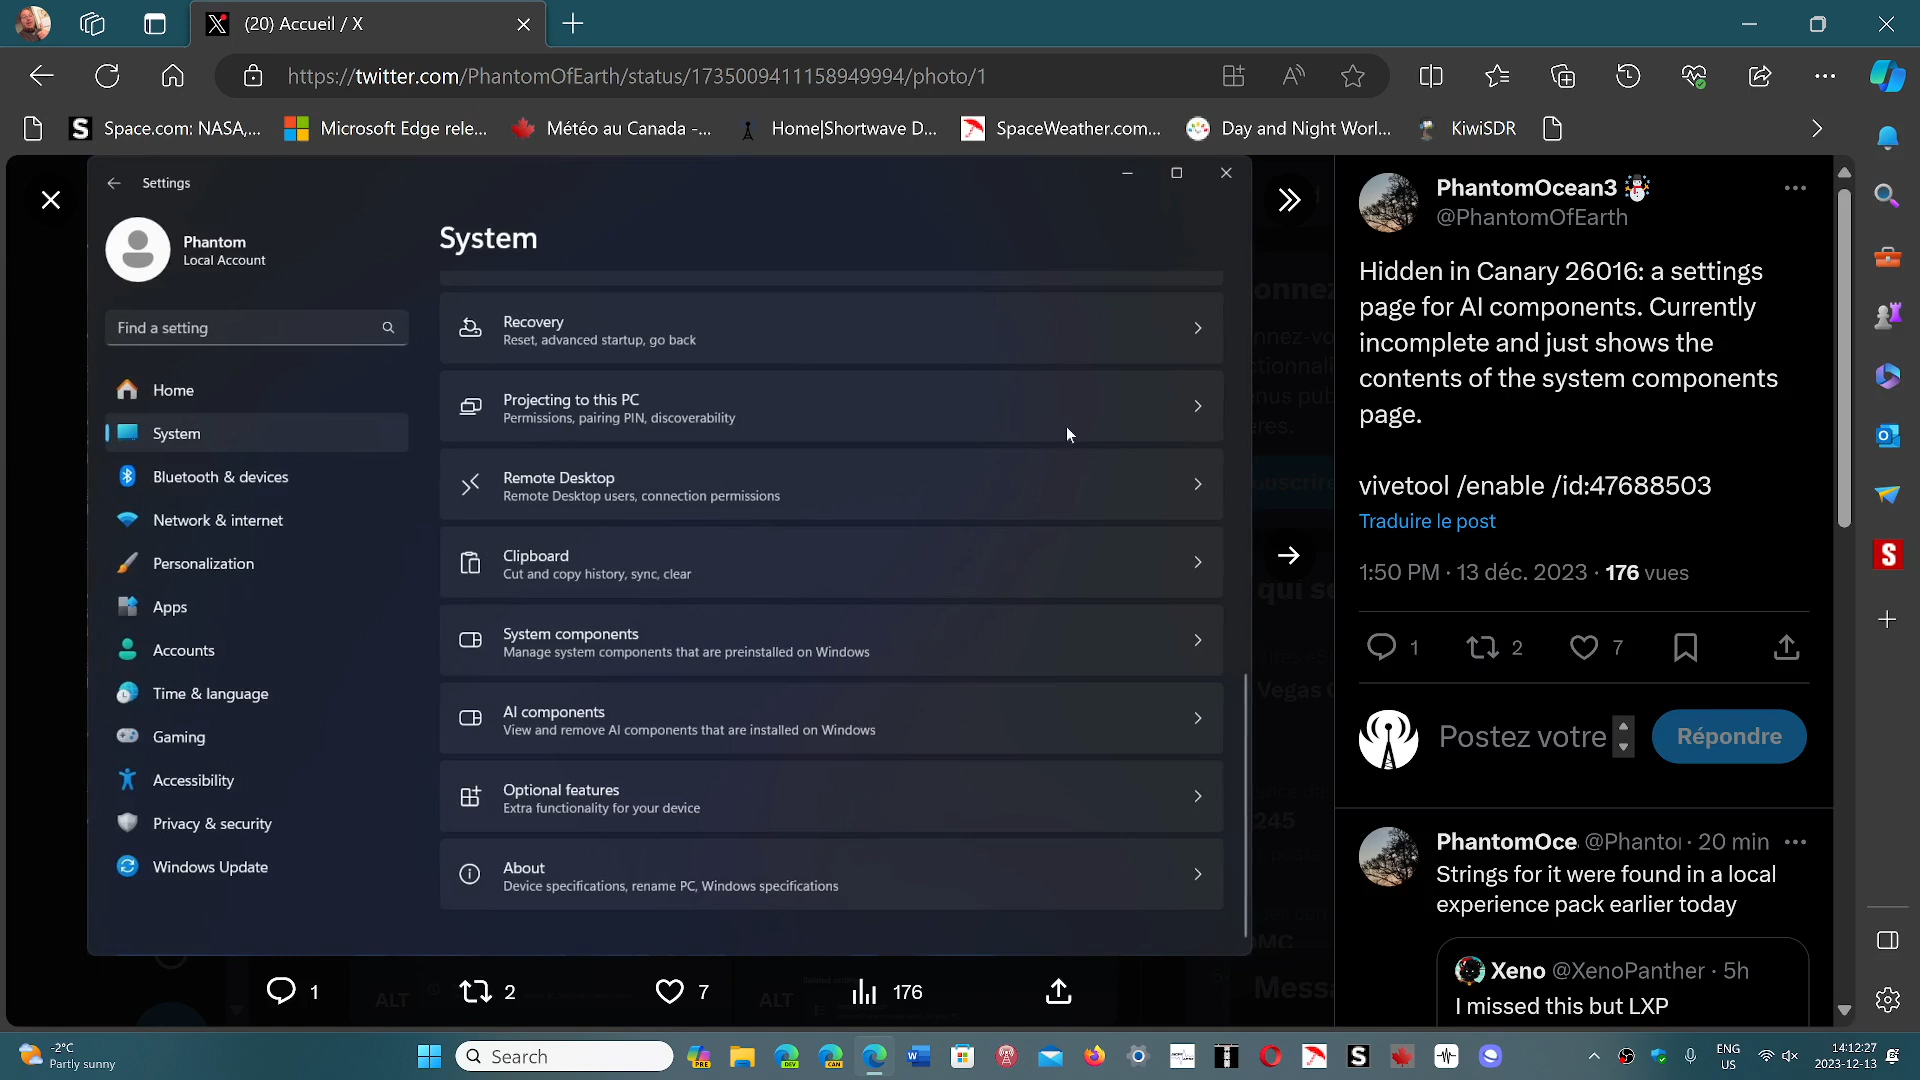 (20) Accueil / X
https://twitter.com/PhantomOfEarth/status/1735009411158949994/photo/1
Space.com: NASA,...
Microsoft Edge rele...
Météo au Canada -...
Home|Shortwave D...
SpaceWeather.com...
Day and Night Worl...
KiwiSDR
Settings
Phantom
Local Account
Find a setting
Home
System
Bluetooth & devices
Network & internet
Personalization
Apps
Accounts
Time & language
Gaming
Accessibility
Privacy & security
Windows Update
System
Recovery
Reset, advanced startup, go back
Projecting to this PC
Permissions, pairing PIN, discoverability
Remote Desktop
Remote Desktop users, connection permissions
Clipboard
Cut and copy history, sync, clear
System components
Manage system components that are preinstalled on Windows
AI components
View and remove AI components that are installed on Windows
Optional features
Extra functionality for your device
About
Device specifications, rename PC, Windows specifications
1
2
7
176
ALT
ALT
PhantomOcean3
@PhantomOfEarth
Hidden in Canary 26016: a settings
page for AI components. Currently
incomplete and just shows the
contents of the system components
page.
vivetool /enable /id:47688503
Traduire le post
1:50 PM · 13 déc. 2023 · 176 vues
1
2
7
Postez votre
Répondre
PhantomOce @Phantoı · 20 min
Strings for it were found in a local
experience pack earlier today
Xeno @XenoPanther · 5h
I missed this but LXP
-2°C
Partly sunny
Search
PRE
DEV
CAN
ENG
US
14:12:27
2023-12-13